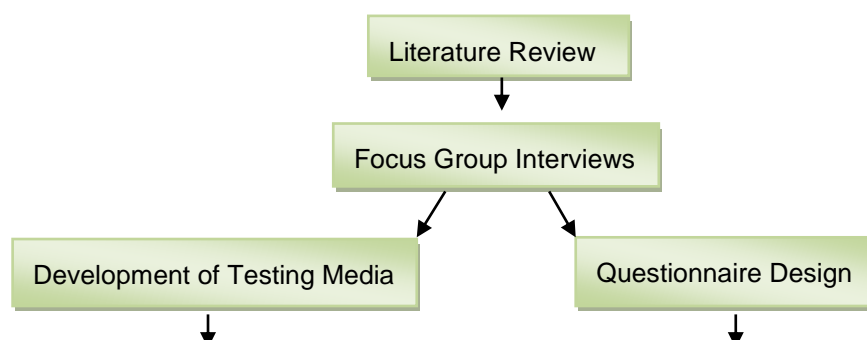 Literature Review
Focus Group Interviews
Development of Testing Media
Questionnaire Design